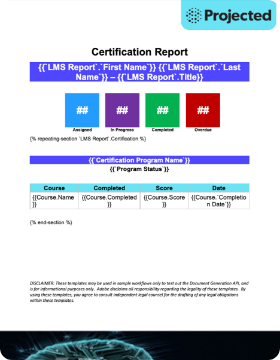 Projected
Certification Report
{{`LMS Report`.`First Name`}} {{`LMS Report`.`Last
Name`}} – {{`LMS Report`.Title}}
## ## ## ##
Assigned In Progress Completed Overdue
{% repeating-section `LMS Report`.Certification %}
{{`Certification Program Name`}}
{{`Program Status`}}
Course Completed Score Date
{{Course.Name {{Course.Completed {{Course.Score {{Course.`Completio
}} }} }} n Date`}}
{% end-section %}
DISCLAIMER: These templates may be used in sample workflows only to test out the Document Generation API, and
is for informational purposes only. Adobe disclaims all responsibility regarding the legality of these templates. By
using these templates, you agree to consult independent legal counsel for the drafting of any legal obligations
within these templates.